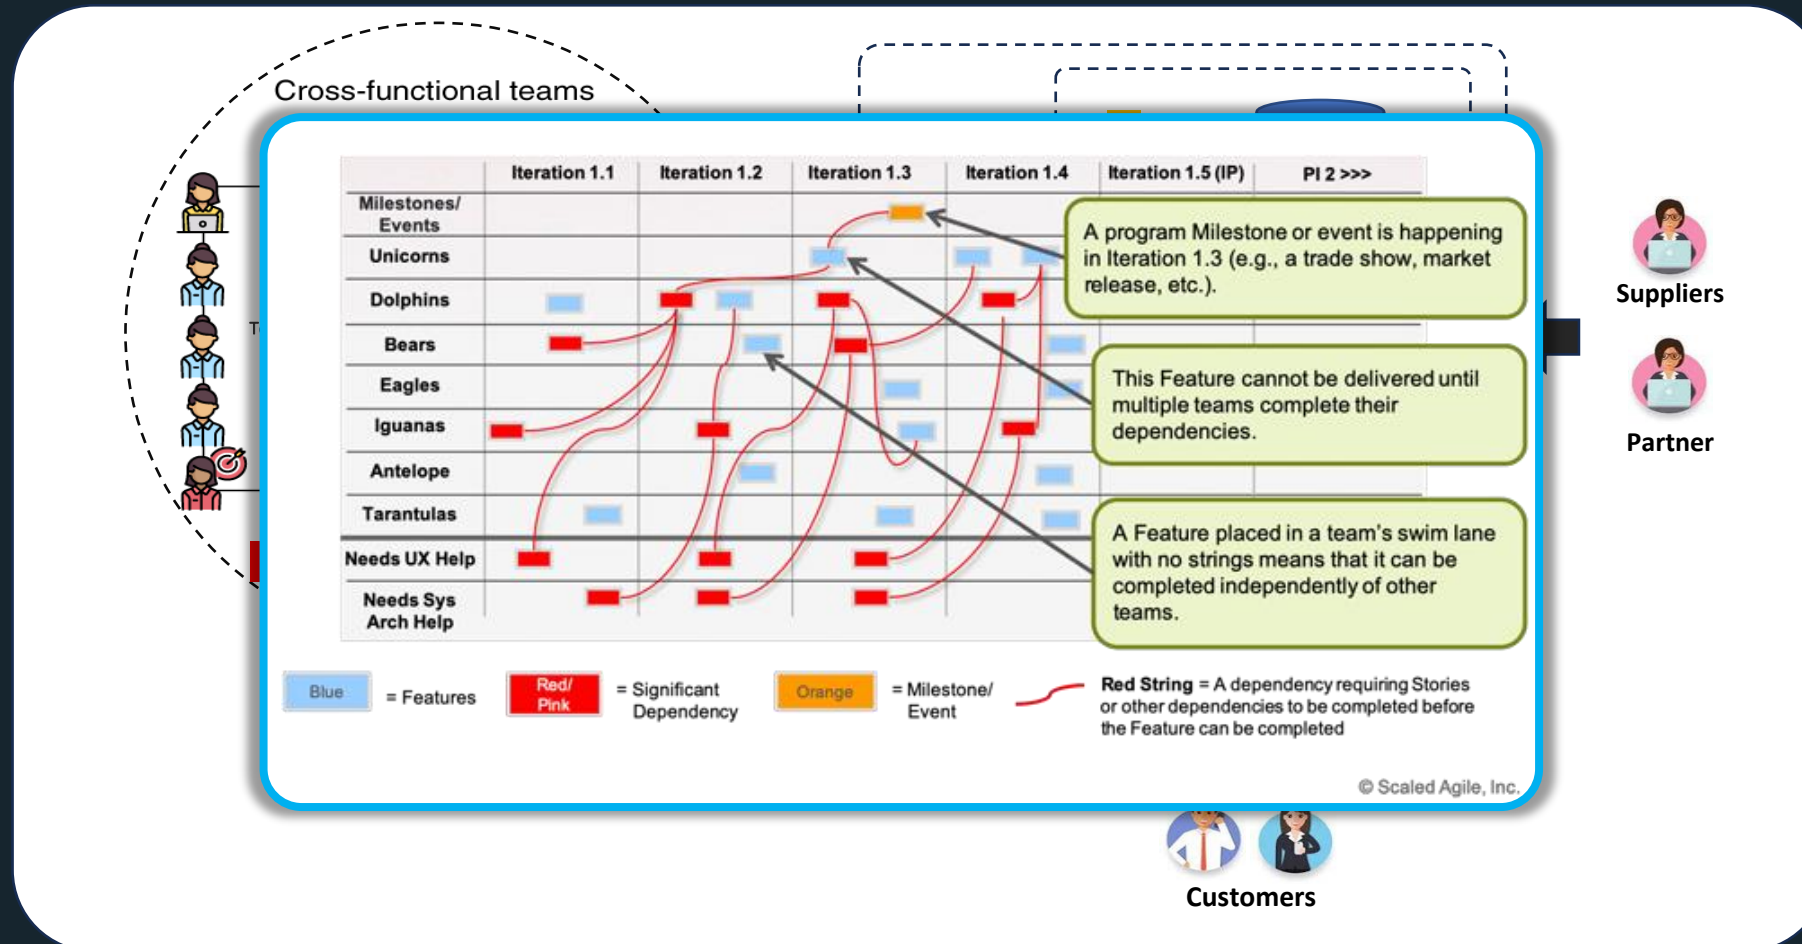 Cross-functional teams
Iteration 1.1
Iteration 1.2
Iteration 1.3
Iteration 1.4
Iteration 1.5 (IP)
PI 2 >>>
Milestones/
Events
Unicorns
Dolphins
Bears
Eagles
Iguanas
Antelope
Tarantulas
Needs UX Help
Needs Sys
Arch Help
A program Milestone or event is happening
in Iteration 1.3 (e.g., a trade show, market
release, etc.).
This Feature cannot be delivered until
multiple teams complete their
dependencies.
A Feature placed in a team's swim lane
with no strings means that it can be
completed independently of other
teams.
Suppliers
Partner
Blue
= Features
Red/
Pink
= Significant
Dependency
Orange
= Milestone/
Event
Red String = A dependency requiring Stories
or other dependencies to be completed before
the Feature can be completed
© Scaled Agile, Inc.
Customers